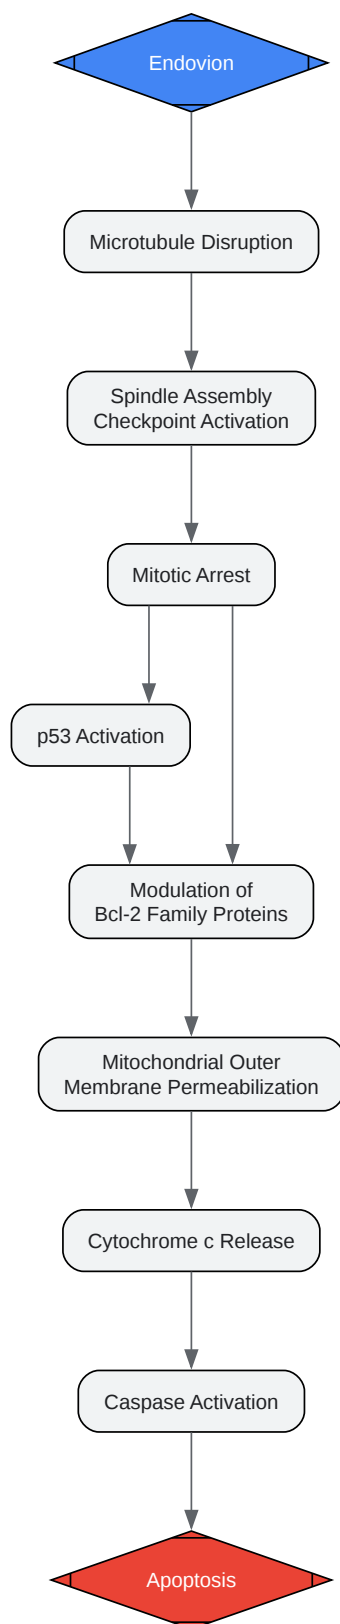 Endovion
Microtubule Disruption
Spindle Assembly
Checkpoint Activation
Mitotic Arrest
p53 Activation
Modulation of
Bcl-2 Family Proteins
Mitochondrial Outer
Membrane Permeabilization
Cytochrome c Release
Caspase Activation
Apoptosis